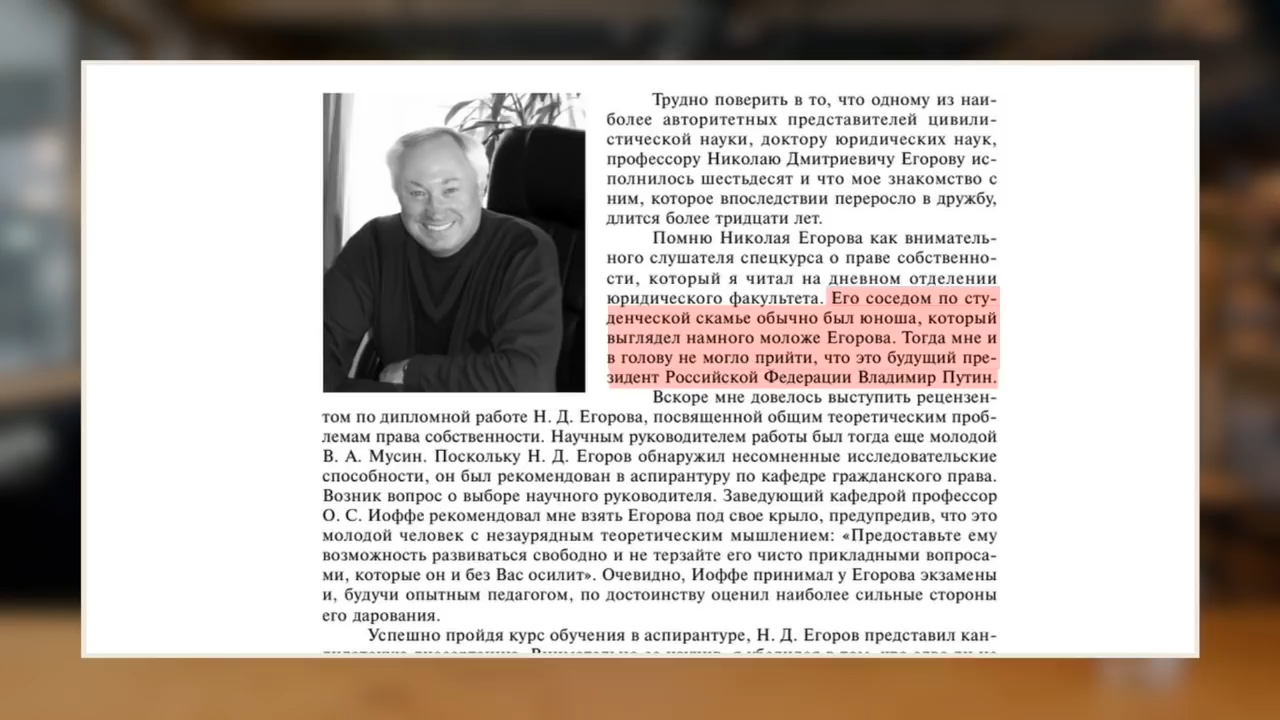 Трудно поверить в то, что одному из наи-
более авторитетных представителей цивили-
стической науки, доктору юридических наук,
профессору Николаю Дмитриевичу Егорову ис-
полнилось шестьдесят и что мое знакомство с
ним, которое впоследствии переросло в дружбу,
длится более тридцати лет.
Помню Николая Егорова как вниматель-
ного слушателя спецкурса о праве собственно-
сти, который я читал на дневном отделении
юридического факультета. Его соседом по сту-
денческой скамье обычно был юноша, который
выглядел намного моложе Егорова. Тогда мне и
в голову не могло прийти, что это будущий пре-
зидент Российской Федерации Владимир Путин.
Вскоре мне довелось выступить рецензен-
том по дипломной работе Н. Д. Егорова, посвященной общим теоретическим проб-
лемам права собственности. Научным руководителем работы был тогда еще молодой
В. А. Мусин. Поскольку Н. Д. Егоров обнаружил несомненные исследовательские
способности, он был рекомендован в аспирантуру по кафедре гражданского права.
Возник вопрос о выборе научного руководителя. Заведующий кафедрой профессор
О. С. Иоффе рекомендовал мне взять Егорова под свое крыло, предупредив, что это
молодой человек с незаурядным теоретическим мышлением: «Предоставьте ему
возможность развиваться свободно и не терзайте его чисто прикладными вопроса-
ми, которые он и без Вас осилит». Очевидно, Иоффе принимал у Егорова экзамены
и, будучи опытным педагогом, по достоинству оценил наиболее сильные стороны
его дарования.
Успешно пройдя курс обучения в аспирантуре, Н. Д. Егоров представил кан-